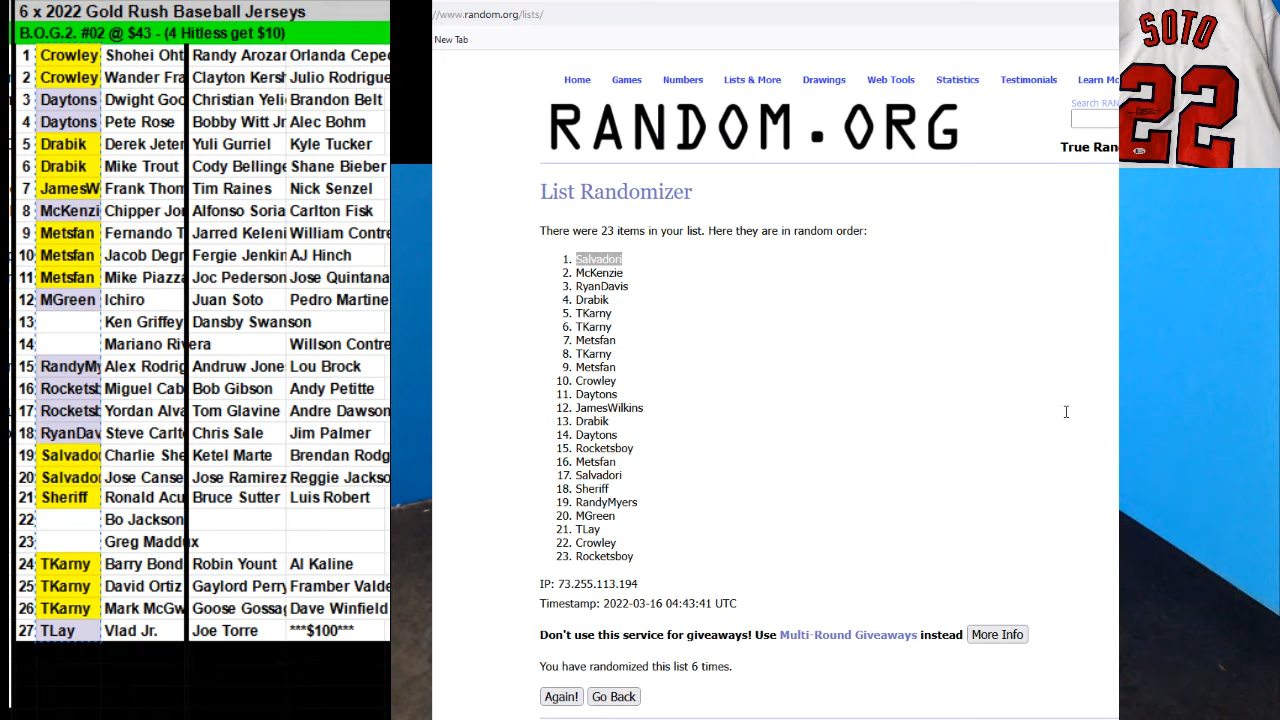 6 x 2022 Gold Rush Baseball Jerseys
B.O.G.2. #02 @ $43 - (4 Hitless get $10)
1 Crowley Shohei Oht Randy Arozar Orlanda Cepe
2 Crowley Wander Fra Clayton Kersh Julio Rodrigue
3 Daytons Dwight Goo Christian Yeli Brandon Belt
4 Daytons Pete Rose Bobby Witt Jr Alec Bohm
5 Drabik Derek Jeter Yuli Gurriel Kyle Tucker
6 Drabik Mike Trout Cody Bellinge Shane Bieber
7 JamesW Frank Thom Tim Raines Nick Senzel
8 McKenzi Chipper Jor Alfonso Soria Carlton Fisk
9 Metsfan Fernando T Jarred Keleni William Contre
10 Metsfan Jacob Degr Fergie Jenkin AJ Hinch
11 Metsfan Mike Piazza Joc Pederson Jose Quintana
12 MGreen Ichiro Juan Soto Pedro Martine
13 Ken Griffey Dansby Swanson
14 Mariano Rivera Willson Contre
15 RandyMy Alex Rodrig Andruw Jone Lou Brock
16 Rocketsb Miguel Cab Bob Gibson Andy Petitte
17 Rocketsb Yordan Alva Tom Glavine Andre Dawson
18 RyanDav Steve Carlt Chris Sale Jim Palmer
19 Salvador Charlie She Ketel Marte Brendan Rodg
20 Salvador Jose Canse Jose Ramirez Reggie Jackso
21 Sheriff Ronald Acu Bruce Sutter Luis Robert
22 Bo Jackson
23 Greg Maddux
24 TKarny Barry Bond Robin Yount Al Kaline
25 TKarny David Ortiz Gaylord Perry Framber Valde
26 TKarny Mark McGw Goose Gossag Dave Winfield
27 TLay Vlad Jr. Joe Torre ***$100***
//www.random.org/lists/
New Tab
Home Games Numbers Lists & More Drawings Web Tools Statistics Testimonials Learn Mo
RANDOM.ORG
Search RAN
True Ran
List Randomizer
There were 23 items in your list. Here they are in random order:
1. Salvadori
2. McKenzie
3. RyanDavis
4. Drabik
5. TKarny
6. TKarny
7. Metsfan
8. TKarny
9. Metsfan
10. Crowley
11. Daytons
12. JamesWilkins
13. Drabik
14. Daytons
15. Rocketsboy
16. Metsfan
17. Salvadori
18. Sheriff
19. RandyMyers
20. MGreen
21. TLay
22. Crowley
23. Rocketsboy
IP: 73.255.113.194
Timestamp: 2022-03-16 04:43:41 UTC
Don't use this service for giveaways! Use Multi-Round Giveaways instead More Info
You have randomized this list 6 times.
Again! Go Back
SOTO
22